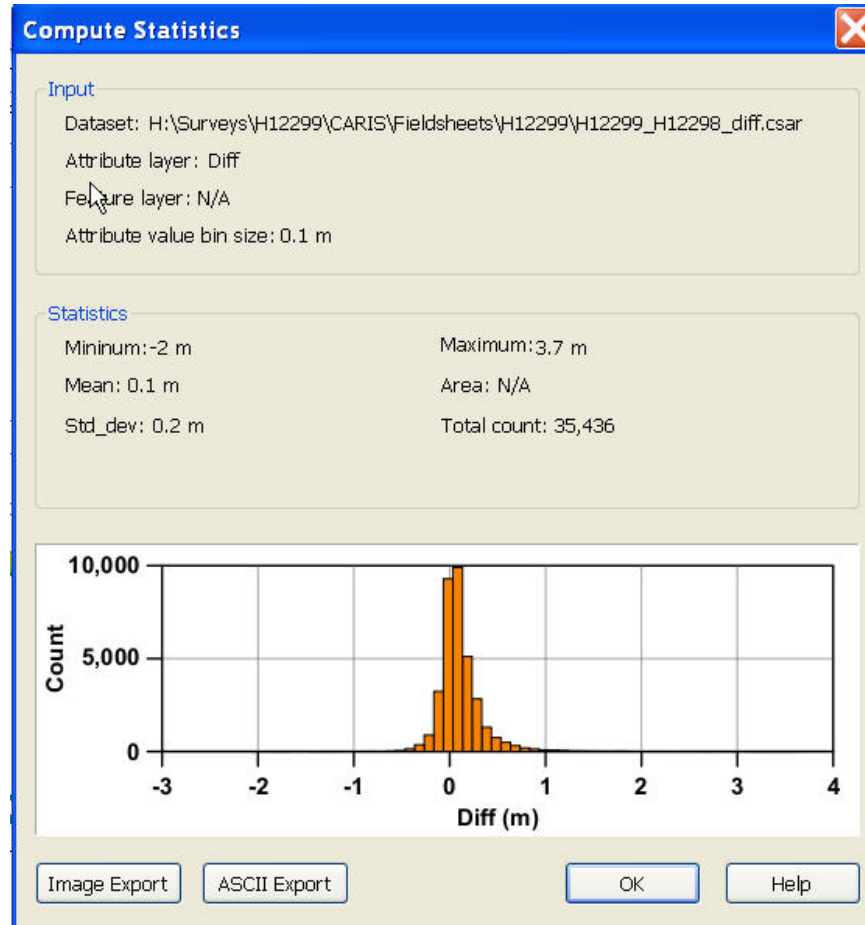 Compute Statistics
Input
Dataset: H:\Surveys\H12299\CARIS\Fieldsheets\H12299\H12299_H12298_diff.csar
Attribute layer: Diff
Feature layer: N/A
Attribute value bin size: 0.1 m
Statistics
Mininum:-2 m
Maximum:3.7 m
Mean: 0.1 m
Area: N/A
Std_dev: 0.2 m
Total count: 35,436
10,000
5,000
0
Count
-3 -2 -1 0 1 2 3 4
Diff (m)
Image Export
ASCII Export
OK
Help